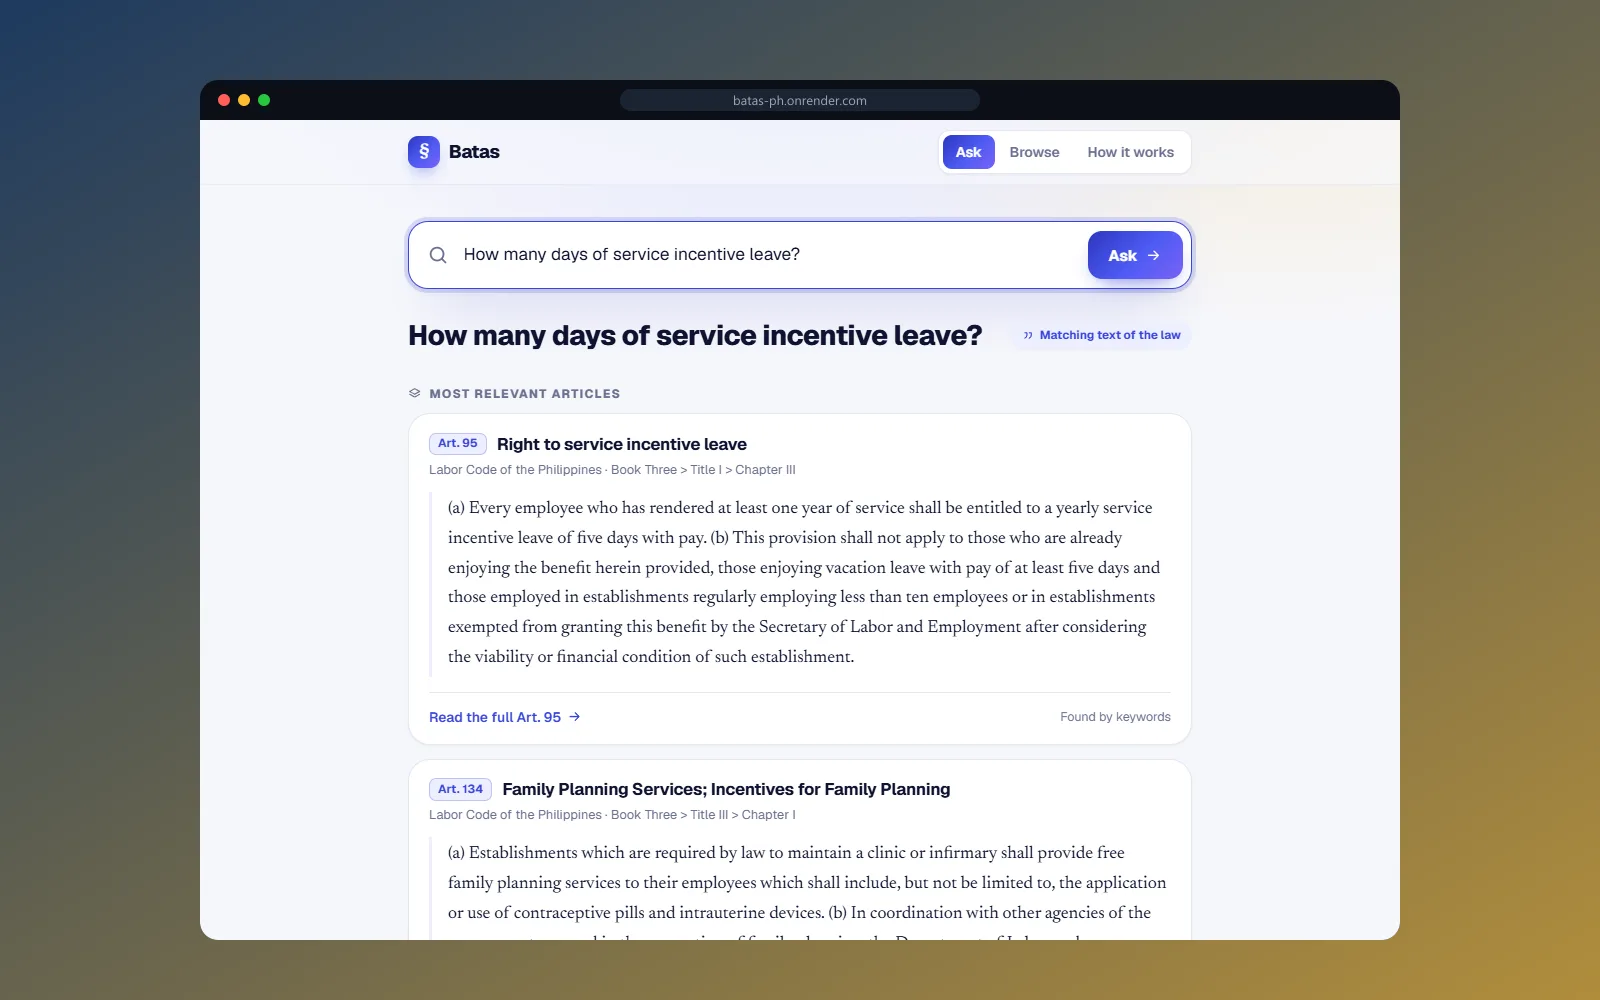 batas-ph.onrender.com
§ Batas
Ask Browse How it works
How many days of service incentive leave?
Ask →
How many days of service incentive leave?
Matching text of the law
MOST RELEVANT ARTICLES
Art. 95 Right to service incentive leave
Labor Code of the Philippines · Book Three > Title I > Chapter III
(a) Every employee who has rendered at least one year of service shall be entitled to a yearly service
incentive leave of five days with pay. (b) This provision shall not apply to those who are already
enjoying the benefit herein provided, those enjoying vacation leave with pay of at least five days and
those employed in establishments regularly employing less than ten employees or in establishments
exempted from granting this benefit by the Secretary of Labor and Employment after considering
the viability or financial condition of such establishment.
Read the full Art. 95 →
Found by keywords
Art. 134 Family Planning Services; Incentives for Family Planning
Labor Code of the Philippines · Book Three > Title III > Chapter I
(a) Establishments which are required by law to maintain a clinic or infirmary shall provide free
family planning services to their employees which shall include, but not be limited to, the application
or use of contraceptive pills and intrauterine devices. (b) In coordination with other agencies of the